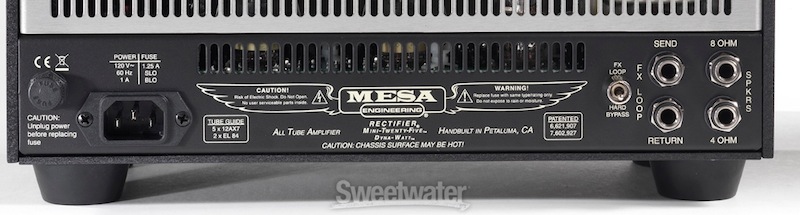 CE
POWER FUSE
120V~ 1.25 A
60 Hz SLO
1 A BLO
CAUTION:
Unplug power
before replacing
fuse
TUBE GUIDE
5 x 12AX7
2 x EL 84
CAUTION!
Risk of Electric Shock. Do Not Open.
No user serviceable parts inside.
MESA
ENGINEERING
®
WARNING!
Replace fuse with same type/rating only.
Do not expose to rain or moisture.
RECTIFIER®
MINI-TWENTY-FIVE™
DYNA-WATT™
ALL TUBE AMPLIFIER
HANDBUILT IN PETALUMA, CA
CAUTION: CHASSIS SURFACE MAY BE HOT!
PATENTED
6,621,907
7,602,927
FX
LOOP
HARD
BYPASS
SEND
FX LOOP
RETURN
8 OHM
SPKRS
4 OHM
Sweetwater